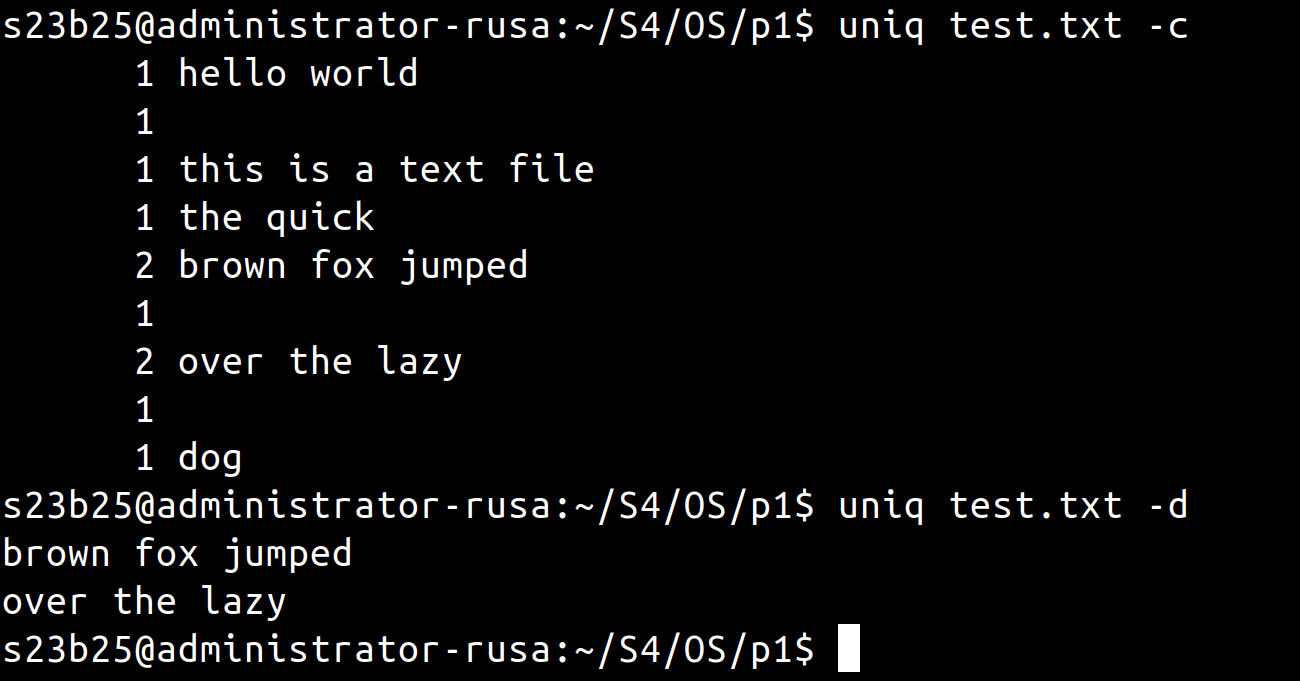 s23b25@administrator-rusa:~/S4/OS/p1$ uniq test.txt -c
      1 hello world
      1
      1 this is a text file
      1 the quick
      2 brown fox jumped
      1
      2 over the lazy
      1
      1 dog
s23b25@administrator-rusa:~/S4/OS/p1$ uniq test.txt -d
brown fox jumped
over the lazy
s23b25@administrator-rusa:~/S4/OS/p1$